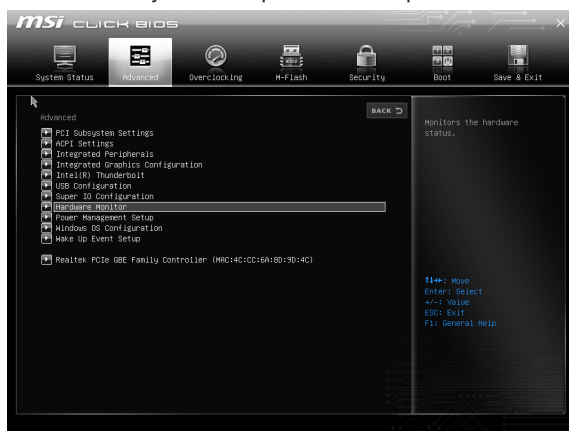 msi CLICK BIOS
System Status
Advanced
Overclocking
M-Flash
Security
Boot
Save & Exit
BACK
Advanced
PCI Subsystem Settings
ACPI Settings
Integrated Peripherals
Integrated Graphics Configuration
Intel(R) Thunderbolt
USB Configuration
Super IO Configuration
Hardware Monitor
Power Management Setup
Windows OS Configuration
Wake Up Event Setup
Realtek PCIe GBE Family Controller (MAC:4C:CC:6A:8D:9D:4C)
Monitors the hardware
status.
↑↓←→: Move
Enter: Select
+/-: Value
ESC: Exit
F1: General Help